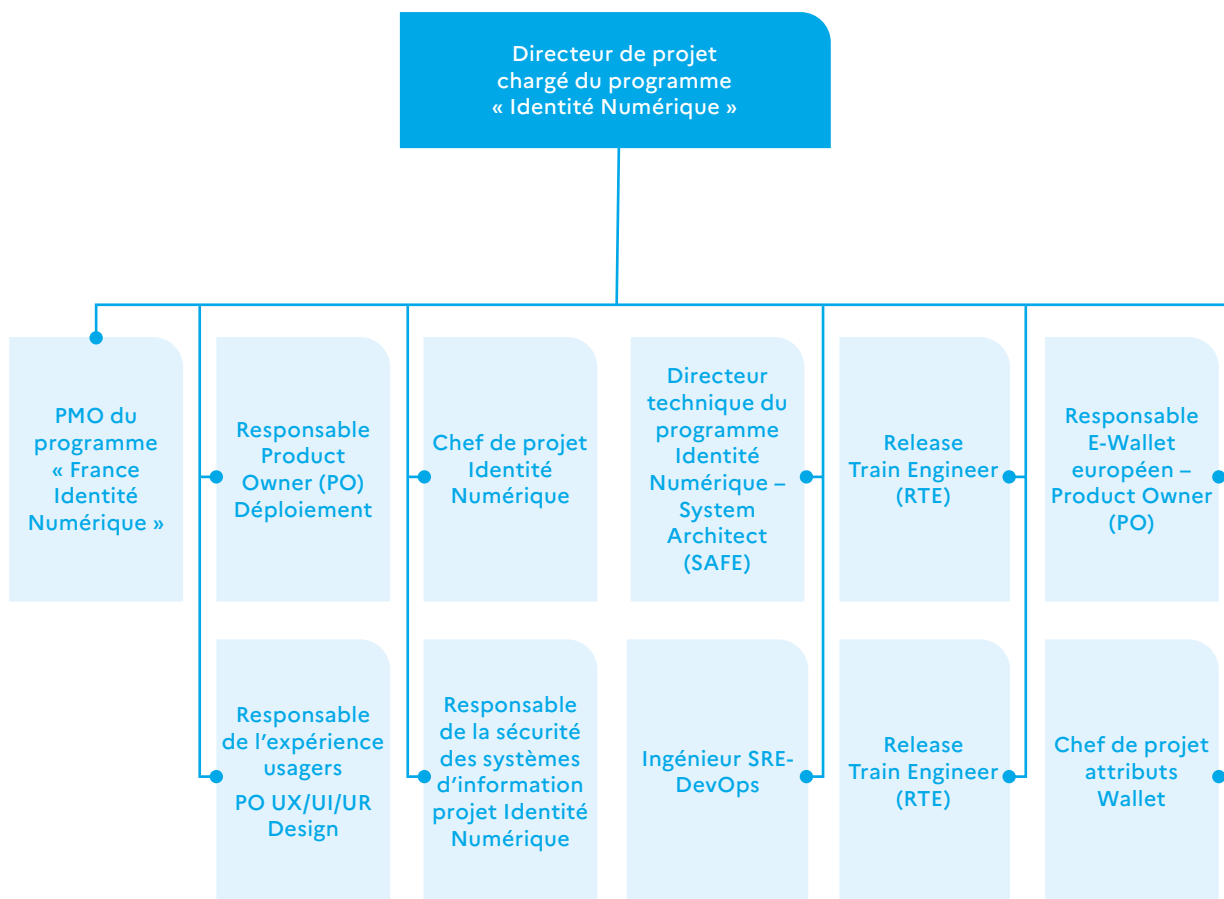 Directeur de projet
chargé du programme
« Identité Numérique »
PMO du
programme
« France
Identité
Numérique »
Responsable
Product
Owner (PO)
Déploiement
Chef de projet
Identité
Numérique
Directeur
technique du
programme
Identité
Numérique –
System
Architect
(SAFE)
Release
Train Engineer
(RTE)
Responsable
E-Wallet
européen –
Product Owner
(PO)
Responsable
de l’expérience
usagers
PO UX/UI/UR
Design
Responsable
de la sécurité
des systèmes
d’information
projet Identité
Numérique
Ingénieur SRE-
DevOps
Release
Train Engineer
(RTE)
Chef de projet
attributs
Wallet